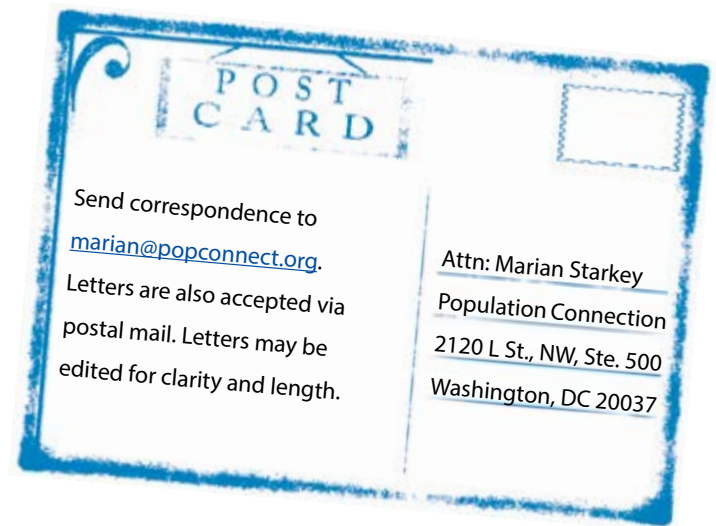 POST
CARD
Send correspondence to
marian@popconnect.org.
Letters are also accepted via
postal mail. Letters may be
edited for clarity and length.
Attn: Marian Starkey
Population Connection
2120 L St., NW, Ste. 500
Washington, DC 20037